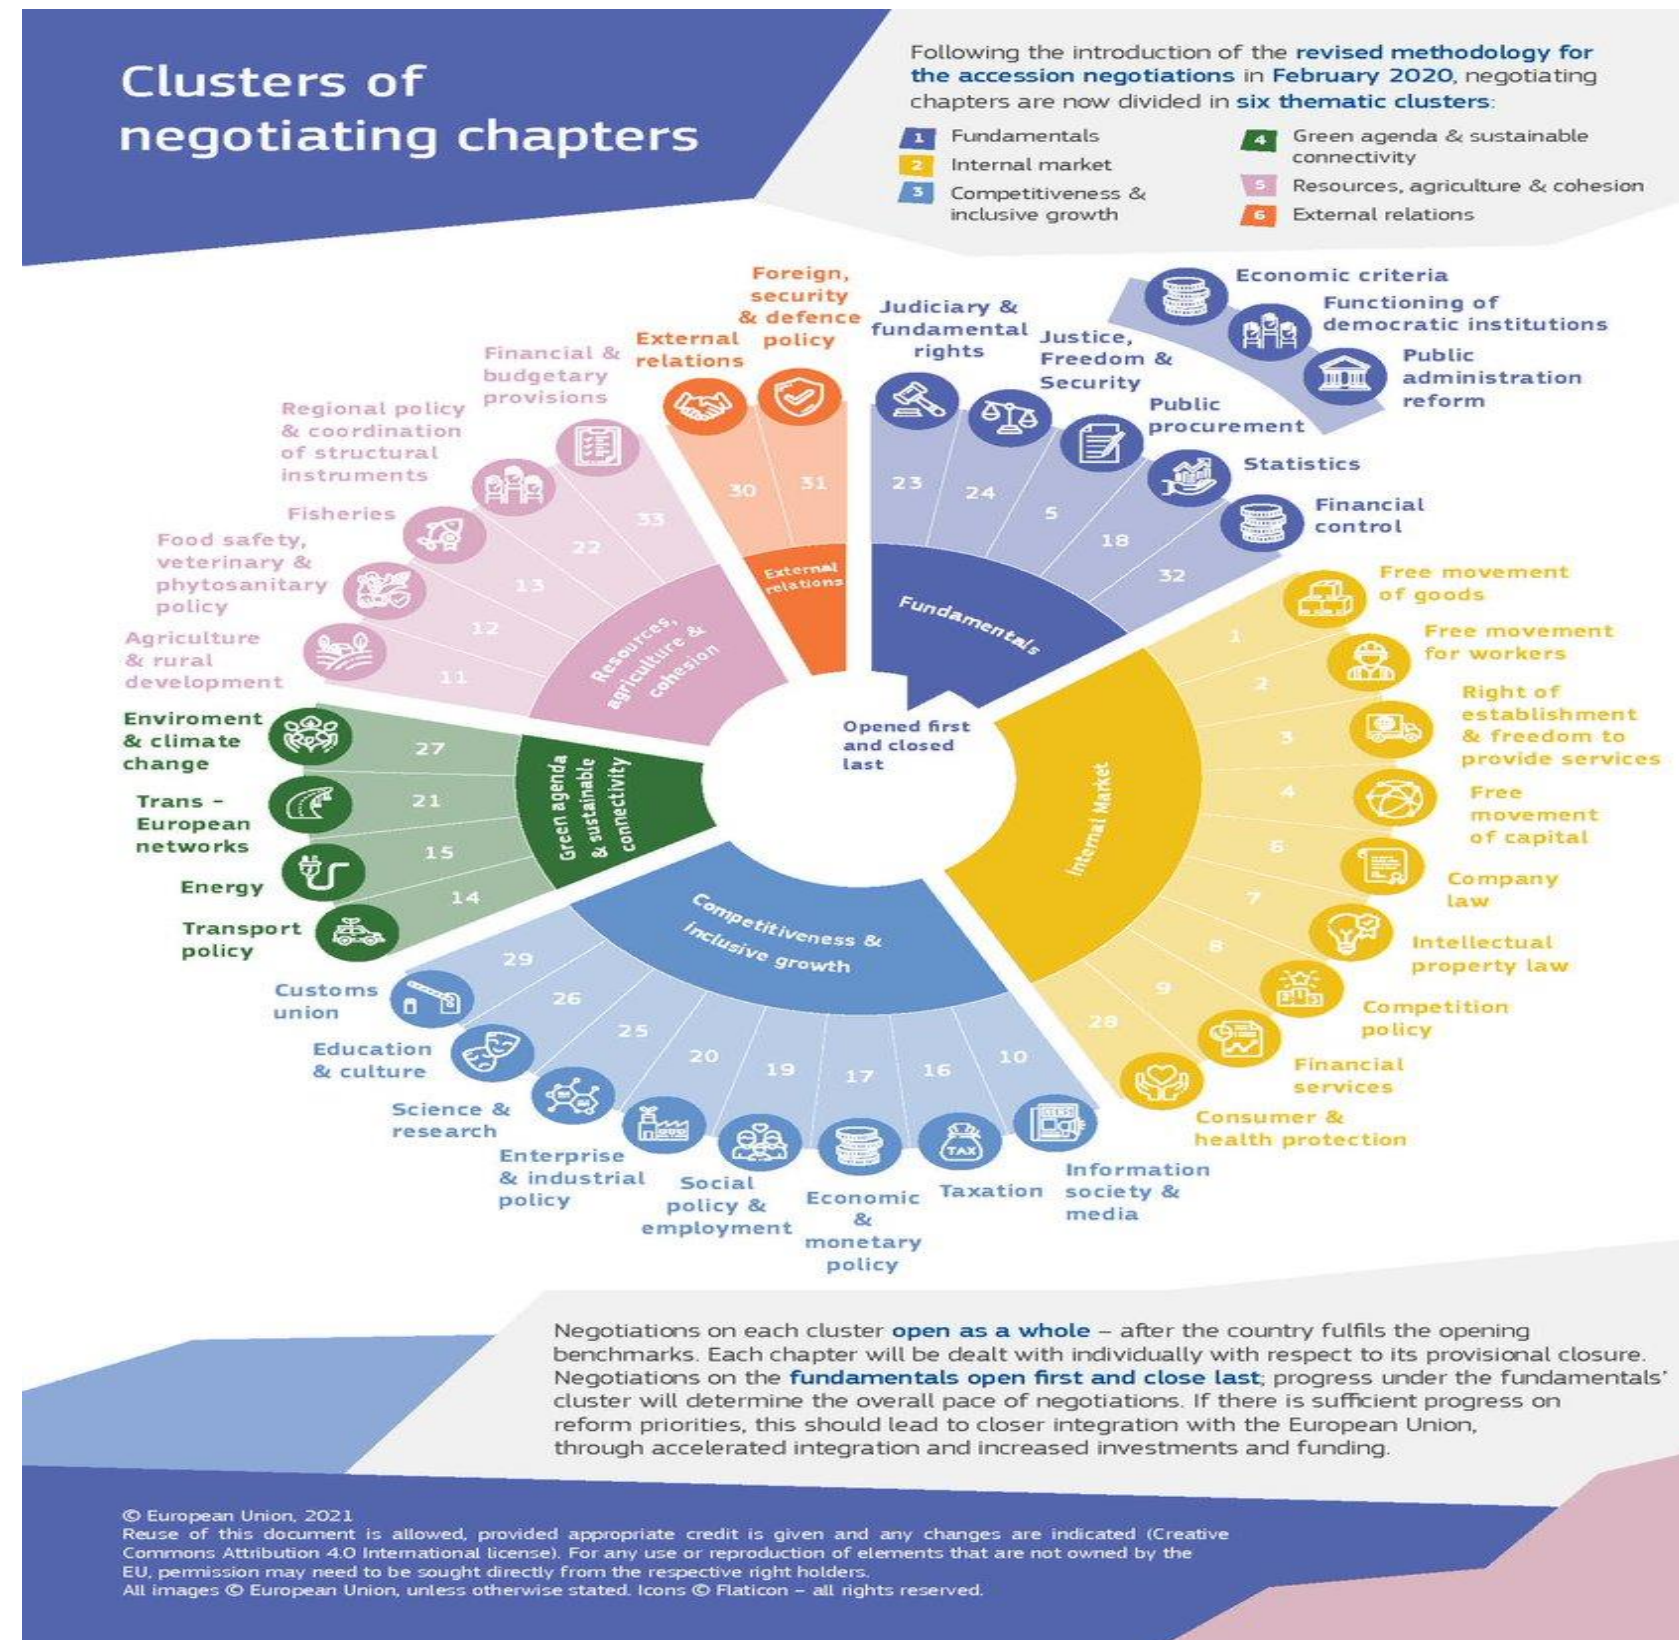 Clusters of
negotiating chapters
Following the introduction of the revised methodology for
the accession negotiations in February 2020, negotiating
chapters are now divided in six thematic clusters:
1 Fundamentals
2 Internal market
3 Competitiveness &
inclusive growth
4 Green agenda & sustainable
connectivity
5 Resources, agriculture & cohesion
6 External relations
Economic criteria
Functioning of
democratic institutions
Public
administration
reform
Judiciary &
fundamental
rights
Justice,
Freedom &
Security
Public
procurement
Statistics
Financial
control
23
24
5
18
32
Fundamentals
Opened first
and closed
last
Free movement
of goods
Free movement
for workers
Right of
establishment
& freedom to
provide services
Free
movement
of capital
Company
law
Intellectual
property law
Competition
policy
Financial
services
Consumer &
health protection
1
2
3
4
6
7
8
9
28
Internal Market
Information
society &
media
Taxation
Economic
&
monetary
policy
Social
policy &
employment
Enterprise
& industrial
policy
Science &
research
Education
& culture
Customs
union
10
16
17
19
20
25
26
29
TAX
Competitiveness &
inclusive growth
Transport
policy
Energy
Trans -
European
networks
Enviroment
& climate
change
14
15
21
27
Green agenda
& sustainable
connectivity
Agriculture
& rural
development
Food safety,
veterinary &
phytosanitary
policy
Fisheries
Regional policy
& coordination
of structural
instruments
Financial &
budgetary
provisions
11
12
13
22
33
Resources,
agriculture &
cohesion
External
relations
Foreign,
security
& defence
policy
30
31
External
relations
Negotiations on each cluster open as a whole – after the country fulfils the opening
benchmarks. Each chapter will be dealt with individually with respect to its provisional closure.
Negotiations on the fundamentals open first and close last; progress under the fundamentals'
cluster will determine the overall pace of negotiations. If there is sufficient progress on
reform priorities, this should lead to closer integration with the European Union,
through accelerated integration and increased investments and funding.
© European Union, 2021
Reuse of this document is allowed, provided appropriate credit is given and any changes are indicated (Creative
Commons Attribution 4.0 International license). For any use or reproduction of elements that are not owned by the
EU, permission may need to be sought directly from the respective right holders.
All images © European Union, unless otherwise stated. Icons © Flaticon – all rights reserved.